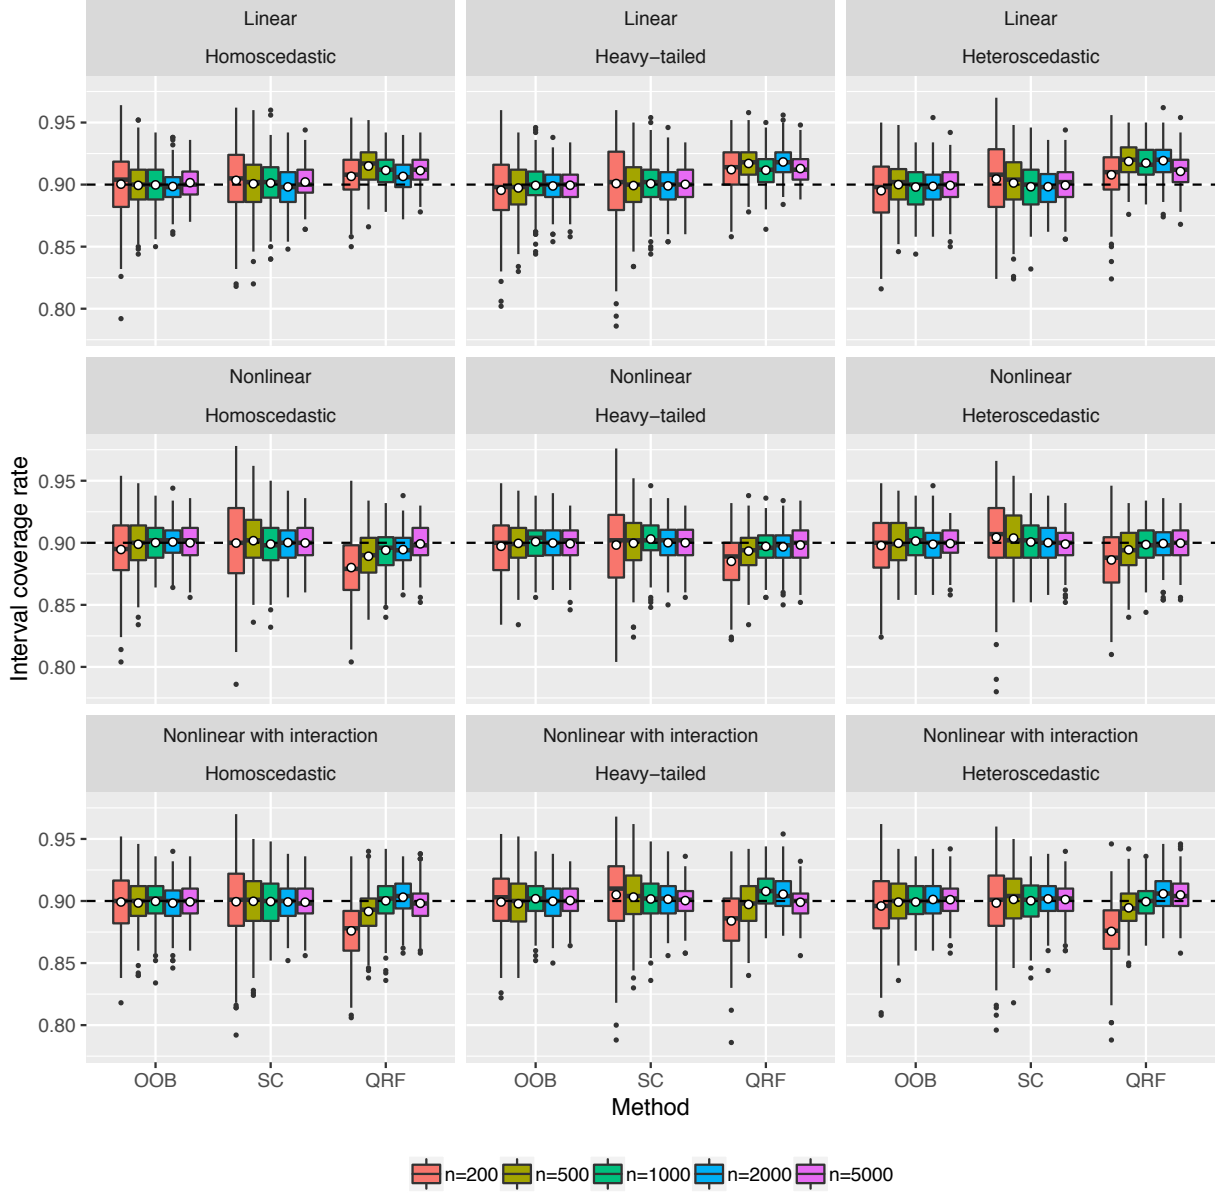 Linear
Linear
Linear
Homoscedastic
Heavy−tailed
Heteroscedastic
0.95
0.90
0.85
0.80
Nonlinear
Nonlinear
Nonlinear
Homoscedastic
Heavy−tailed
Heteroscedastic
0.95
0.90
0.85
0.80
Interval coverage rate
Nonlinear with interaction
Nonlinear with interaction
Nonlinear with interaction
Homoscedastic
Heavy−tailed
Heteroscedastic
0.95
0.90
0.85
0.80
OOB SC QRF
OOB SC QRF
OOB SC QRF
Method
n=200 n=500 n=1000 n=2000 n=5000